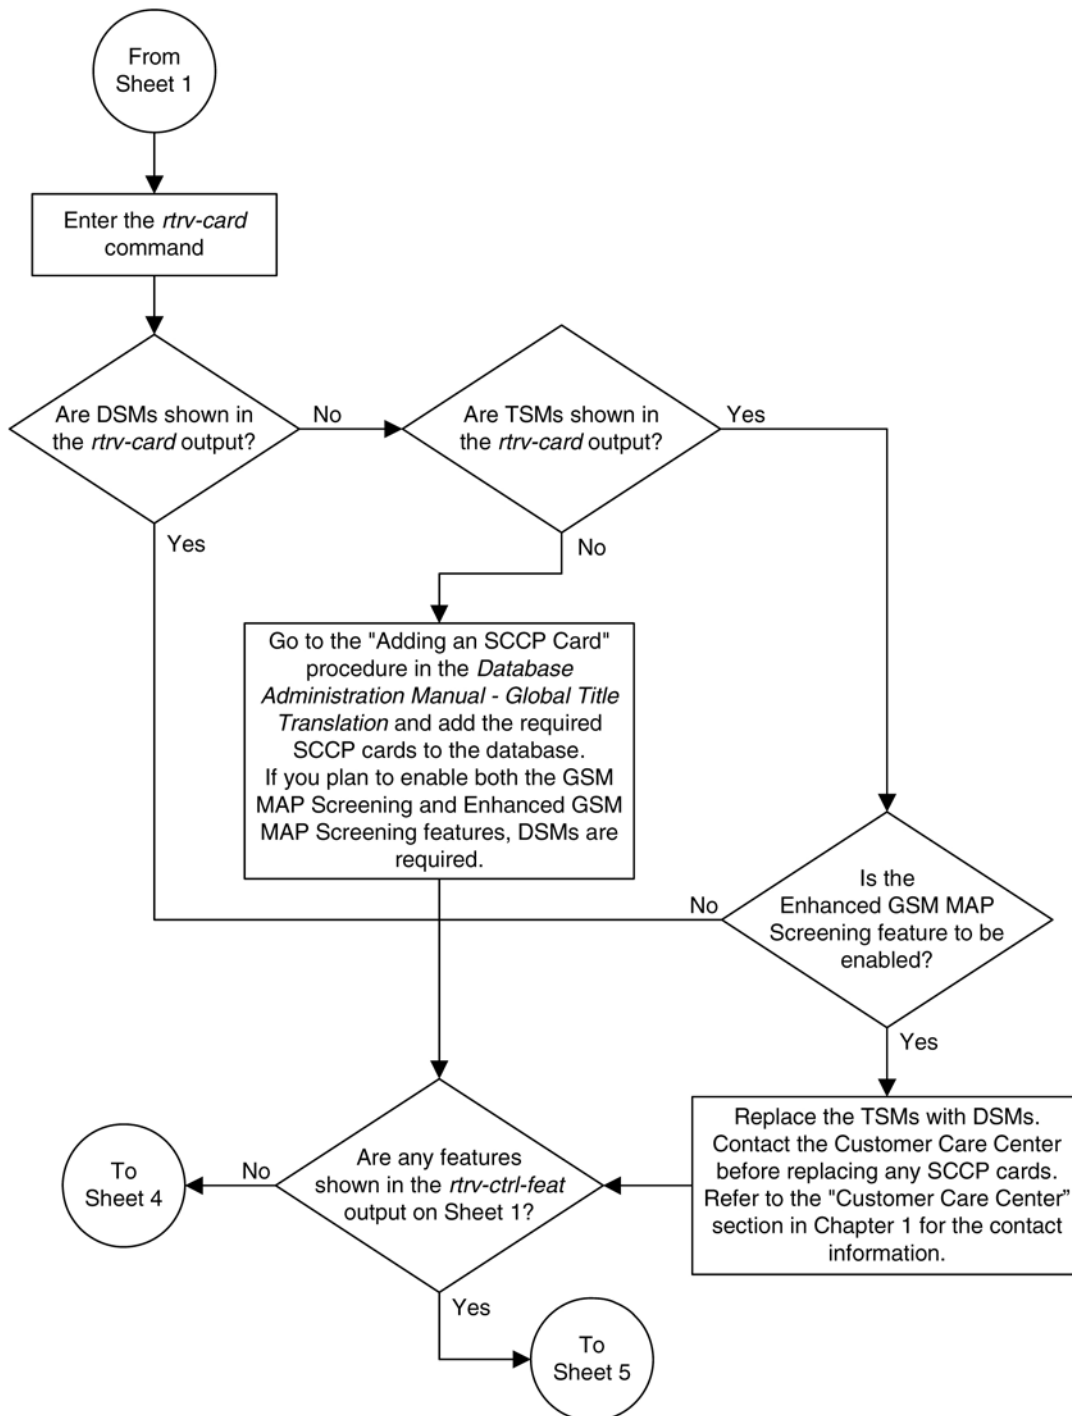 From
Sheet 1
Enter the rtrv-card
command
Are DSMs shown in
the rtrv-card output?
No
Are TSMs shown in
the rtrv-card output?
Yes
Yes
No
Go to the "Adding an SCCP Card"
procedure in the Database
Administration Manual - Global Title
Translation and add the required
SCCP cards to the database.
If you plan to enable both the GSM
MAP Screening and Enhanced GSM
MAP Screening features, DSMs are
required.
No
Is the
Enhanced GSM MAP
Screening feature to be
enabled?
Yes
Replace the TSMs with DSMs.
Contact the Customer Care Center
before replacing any SCCP cards.
Refer to the "Customer Care Center”
section in Chapter 1 for the contact
information.
Are any features
shown in the rtrv-ctrl-feat
output on Sheet 1?
No
To
Sheet 4
Yes
To
Sheet 5